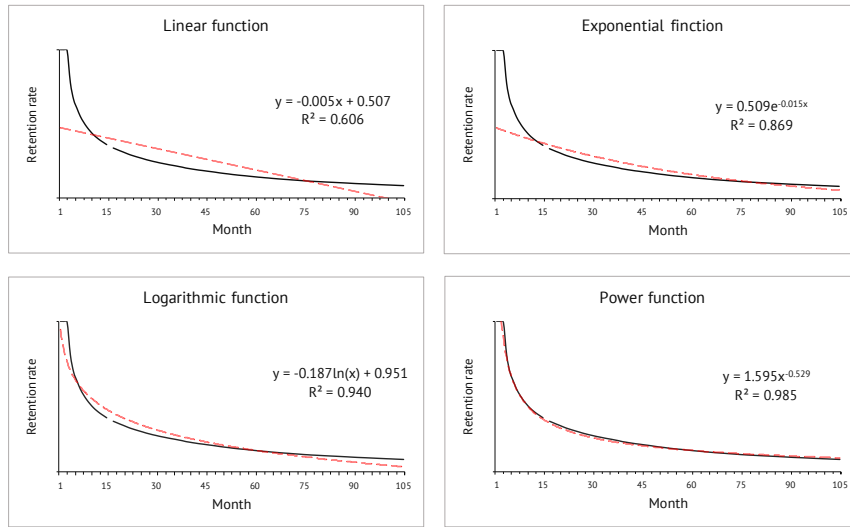 Linear function
Retention rate
y = -0.005x + 0.507
R² = 0.606
1 15 30 45 60 75 90 105
Month
Exponential finction
Retention rate
y = 0.509e^-0.015x
R² = 0.869
1 15 30 45 60 75 90 105
Month
Logarithmic function
Retention rate
y = -0.187ln(x) + 0.951
R² = 0.940
1 15 30 45 60 75 90 105
Month
Power function
Retention rate
y = 1.595x^-0.529
R² = 0.985
1 15 30 45 60 75 90 105
Month